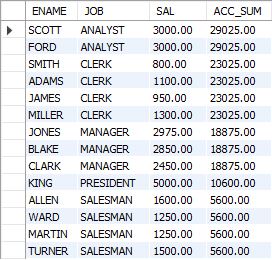 ENAME JOB SAL ACC_SUM
SCOTT ANALYST 3000.00 29025.00
FORD ANALYST 3000.00 29025.00
SMITH CLERK 800.00 23025.00
ADAMS CLERK 1100.00 23025.00
JAMES CLERK 950.00 23025.00
MILLER CLERK 1300.00 23025.00
JONES MANAGER 2975.00 18875.00
BLAKE MANAGER 2850.00 18875.00
CLARK MANAGER 2450.00 18875.00
KING PRESIDENT 5000.00 10600.00
ALLEN SALESMAN 1600.00 5600.00
WARD SALESMAN 1250.00 5600.00
MARTIN SALESMAN 1250.00 5600.00
TURNER SALESMAN 1500.00 5600.00